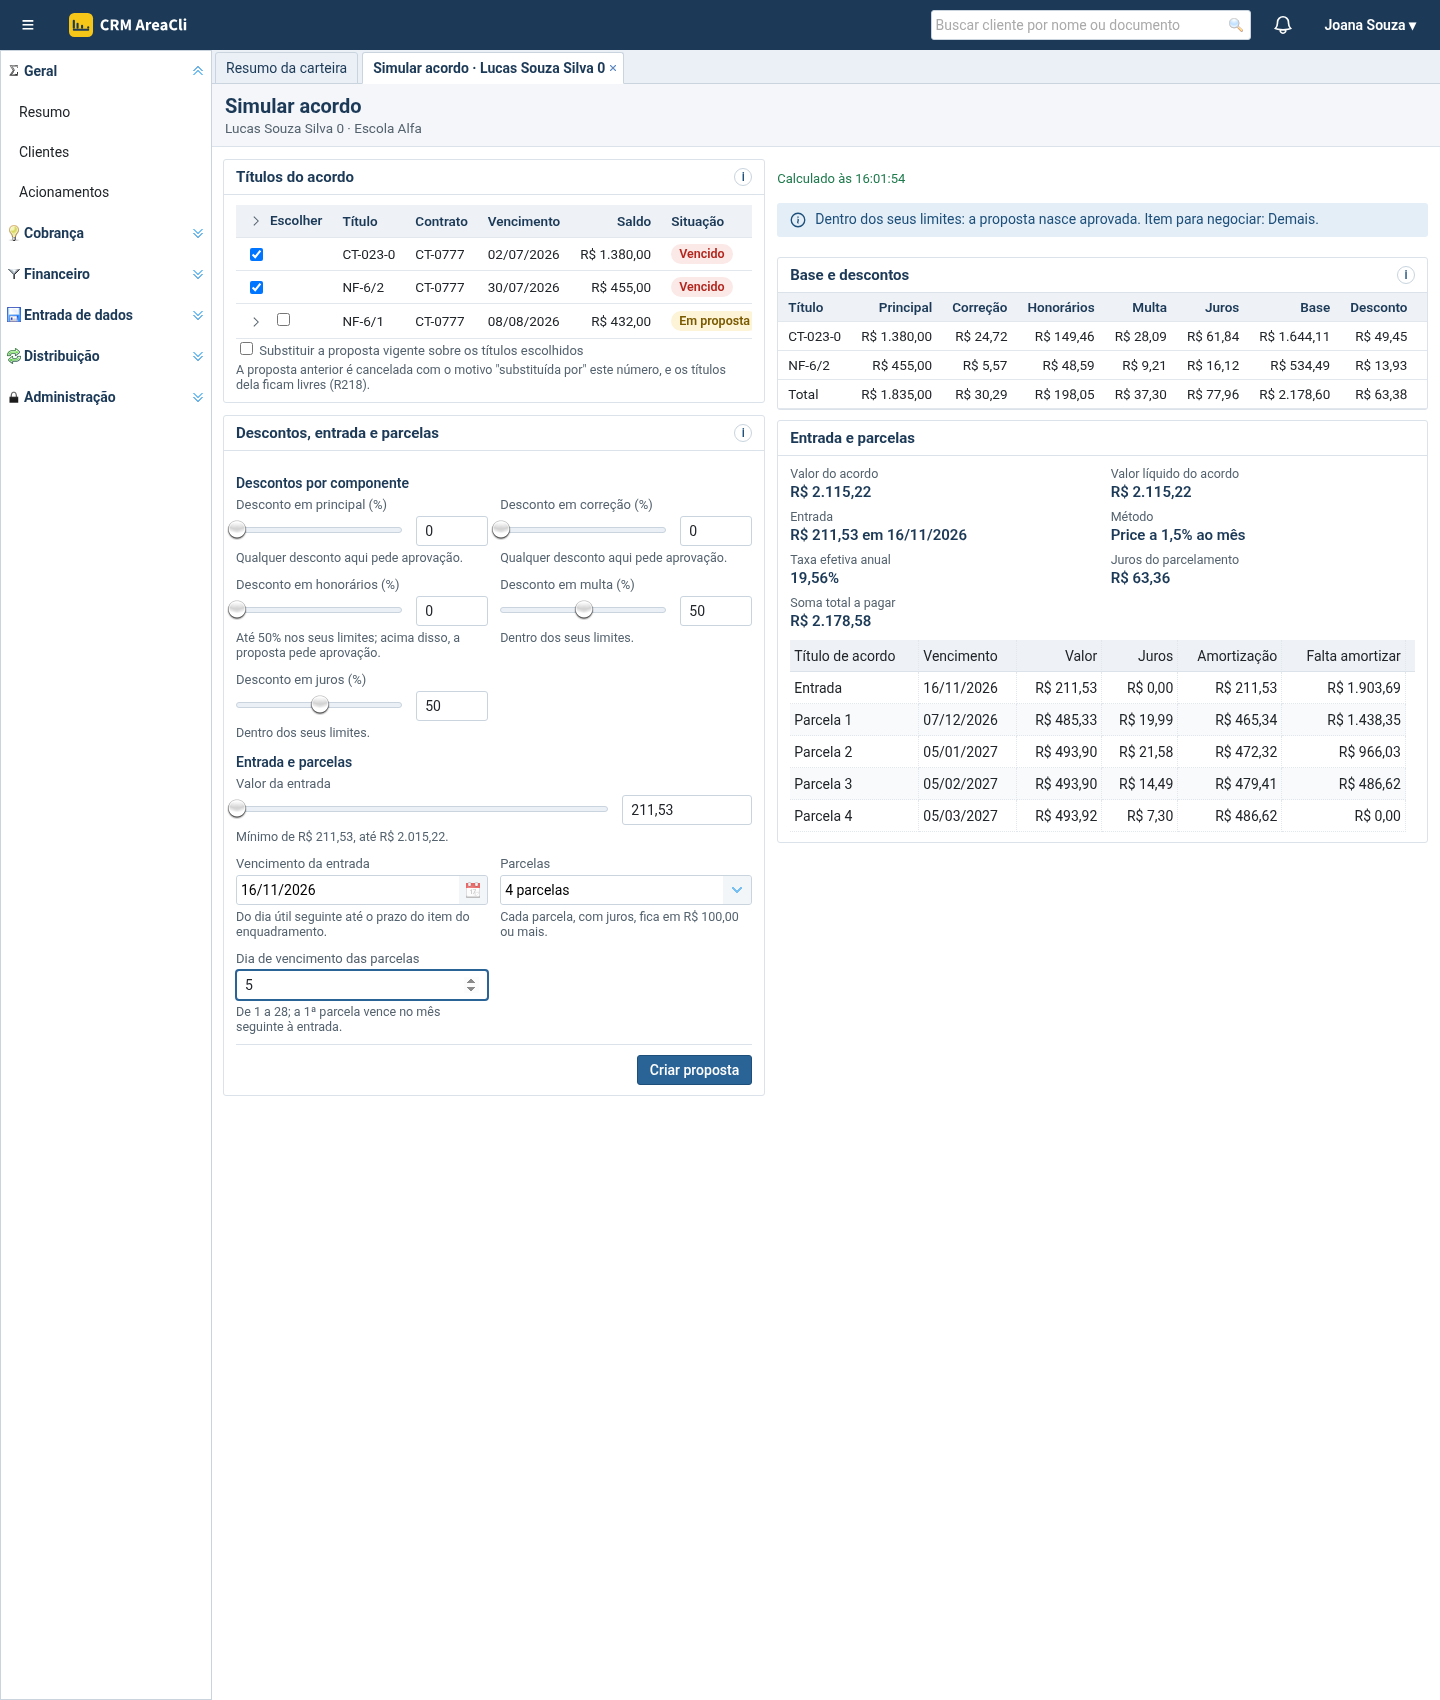 ≡ CRM AreaCli Buscar cliente por nome ou documento Joana Souza ▾
Geral
Resumo
Clientes
Acionamentos
Cobrança
Financeiro
Entrada de dados
Distribuição
Administração
Resumo da carteira Simular acordo · Lucas Souza Silva 0 ×
Simular acordo
Lucas Souza Silva 0 · Escola Alfa
Títulos do acordo i
Escolher Título Contrato Vencimento Saldo Situação
CT-023-0 CT-0777 02/07/2026 R$ 1.380,00 Vencido
NF-6/2 CT-0777 30/07/2026 R$ 455,00 Vencido
NF-6/1 CT-0777 08/08/2026 R$ 432,00 Em proposta
Substituir a proposta vigente sobre os títulos escolhidos
A proposta anterior é cancelada com o motivo "substituída por" este número, e os títulos
dela ficam livres (R218).
Descontos, entrada e parcelas i
Descontos por componente
Desconto em principal (%) Desconto em correção (%)
0 0
Qualquer desconto aqui pede aprovação. Qualquer desconto aqui pede aprovação.
Desconto em honorários (%) Desconto em multa (%)
0 50
Até 50% nos seus limites; acima disso, a Dentro dos seus limites.
proposta pede aprovação.
Desconto em juros (%)
50
Dentro dos seus limites.
Entrada e parcelas
Valor da entrada
211,53
Mínimo de R$ 211,53, até R$ 2.015,22.
Vencimento da entrada Parcelas
16/11/2026 4 parcelas
Do dia útil seguinte até o prazo do item do Cada parcela, com juros, fica em R$ 100,00
enquadramento. ou mais.
Dia de vencimento das parcelas
5
De 1 a 28; a 1ª parcela vence no mês
seguinte à entrada.
Criar proposta
Calculado às 16:01:54
Dentro dos seus limites: a proposta nasce aprovada. Item para negociar: Demais.
Base e descontos i
Título Principal Correção Honorários Multa Juros Base Desconto
CT-023-0 R$ 1.380,00 R$ 24,72 R$ 149,46 R$ 28,09 R$ 61,84 R$ 1.644,11 R$ 49,45
NF-6/2 R$ 455,00 R$ 5,57 R$ 48,59 R$ 9,21 R$ 16,12 R$ 534,49 R$ 13,93
Total R$ 1.835,00 R$ 30,29 R$ 198,05 R$ 37,30 R$ 77,96 R$ 2.178,60 R$ 63,38
Entrada e parcelas
Valor do acordo Valor líquido do acordo
R$ 2.115,22 R$ 2.115,22
Entrada Método
R$ 211,53 em 16/11/2026 Price a 1,5% ao mês
Taxa efetiva anual Juros do parcelamento
19,56% R$ 63,36
Soma total a pagar
R$ 2.178,58
Título de acordo Vencimento Valor Juros Amortização Falta amortizar
Entrada 16/11/2026 R$ 211,53 R$ 0,00 R$ 211,53 R$ 1.903,69
Parcela 1 07/12/2026 R$ 485,33 R$ 19,99 R$ 465,34 R$ 1.438,35
Parcela 2 05/01/2027 R$ 493,90 R$ 21,58 R$ 472,32 R$ 966,03
Parcela 3 05/02/2027 R$ 493,90 R$ 14,49 R$ 479,41 R$ 486,62
Parcela 4 05/03/2027 R$ 493,92 R$ 7,30 R$ 486,62 R$ 0,00